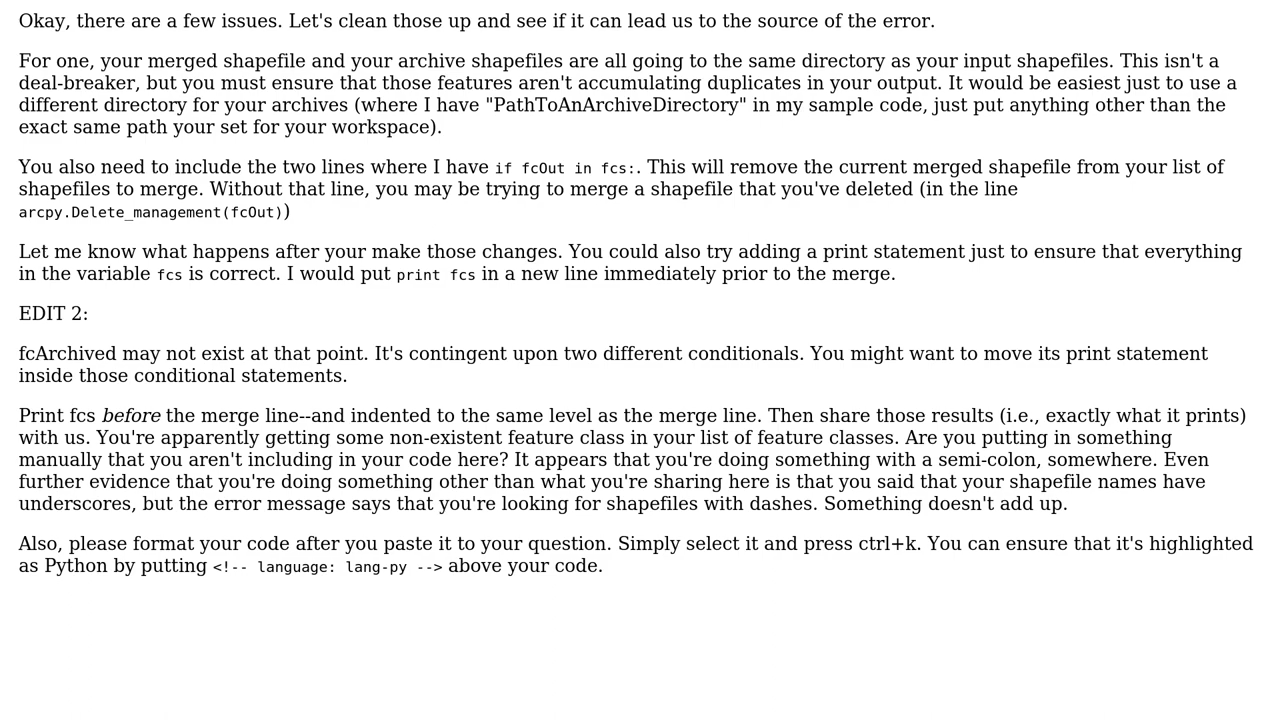 Okay, there are a few issues. Let's clean those up and see if it can lead us to the source of the error.
For one, your merged shapefile and your archive shapefiles are all going to the same directory as your input shapefiles. This isn't a
deal-breaker, but you must ensure that those features aren't accumulating duplicates in your output. It would be easiest just to use a
different directory for your archives (where I have "PathToAnArchiveDirectory" in my sample code, just put anything other than the
exact same path your set for your workspace).
You also need to include the two lines where I have if fcOut in fcs:. This will remove the current merged shapefile from your list of
shapefiles to merge. Without that line, you may be trying to merge a shapefile that you've deleted (in the line
arcpy.Delete_management(fcOut))
Let me know what happens after your make those changes. You could also try adding a print statement just to ensure that everything
in the variable fcs is correct. I would put print fcs in a new line immediately prior to the merge.
EDIT 2:
fcArchived may not exist at that point. It's contingent upon two different conditionals. You might want to move its print statement
inside those conditional statements.
Print fcs before the merge line--and indented to the same level as the merge line. Then share those results (i.e., exactly what it prints)
with us. You're apparently getting some non-existent feature class in your list of feature classes. Are you putting in something
manually that you aren't including in your code here? It appears that you're doing something with a semi-colon, somewhere. Even
further evidence that you're doing something other than what you're sharing here is that you said that your shapefile names have
underscores, but the error message says that you're looking for shapefiles with dashes. Something doesn't add up.
Also, please format your code after you paste it to your question. Simply select it and press ctrl+k. You can ensure that it's highlighted
as Python by putting <!-- language: lang-py --> above your code.